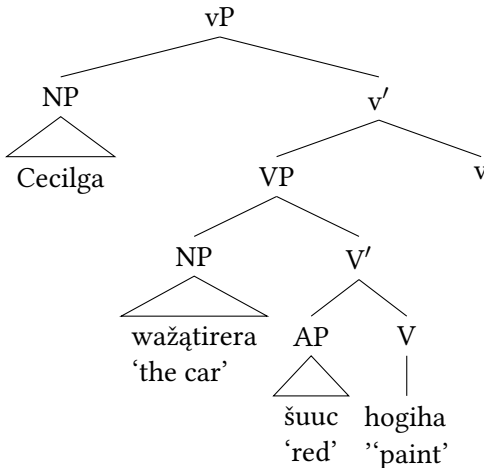 vP
NP v′
Cecilga VP v
NP V′
wažątirera AP V
‘the car’
šuuc hogiha
‘red’ ’‘paint’